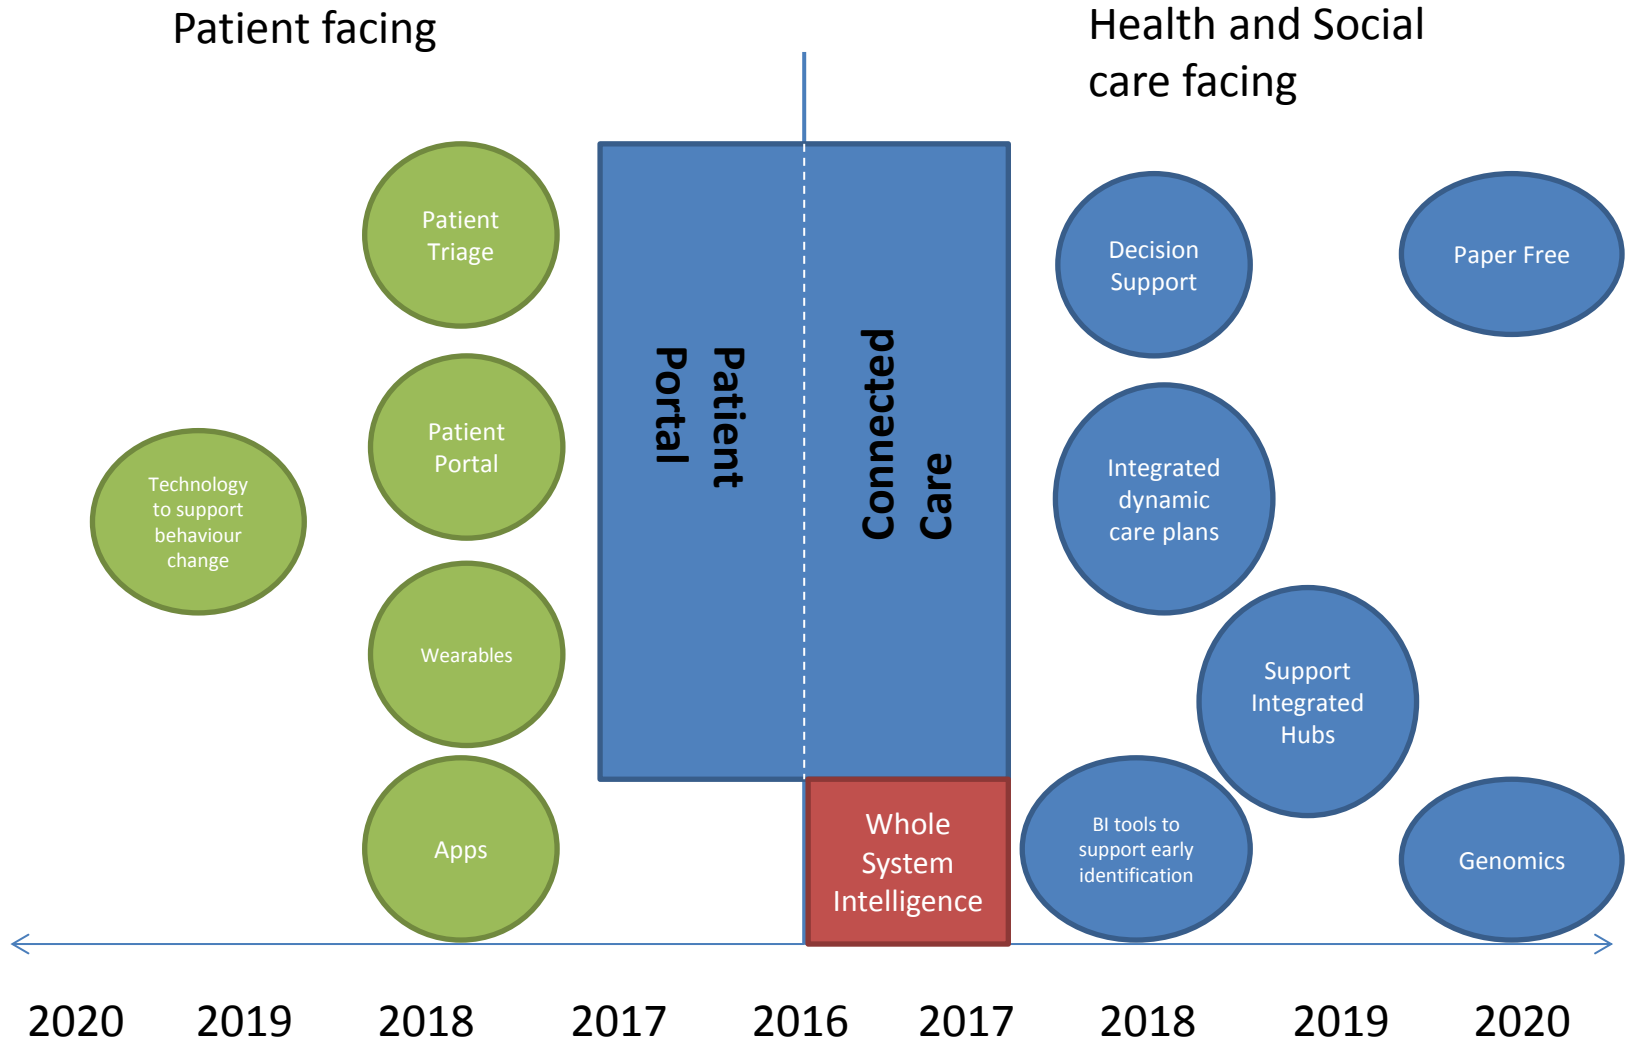 Patient facing
Health and Social
care facing
Patient
Triage
Patient
Portal
Technology
to support
behaviour
change
Wearables
Apps
Patient
Portal
Connected
Care
Whole
System
Intelligence
Decision
Support
Paper Free
Integrated
dynamic
care plans
Support
Integrated
Hubs
BI tools to
support early
identification
Genomics
2020 2019 2018 2017 2016 2017 2018 2019 2020